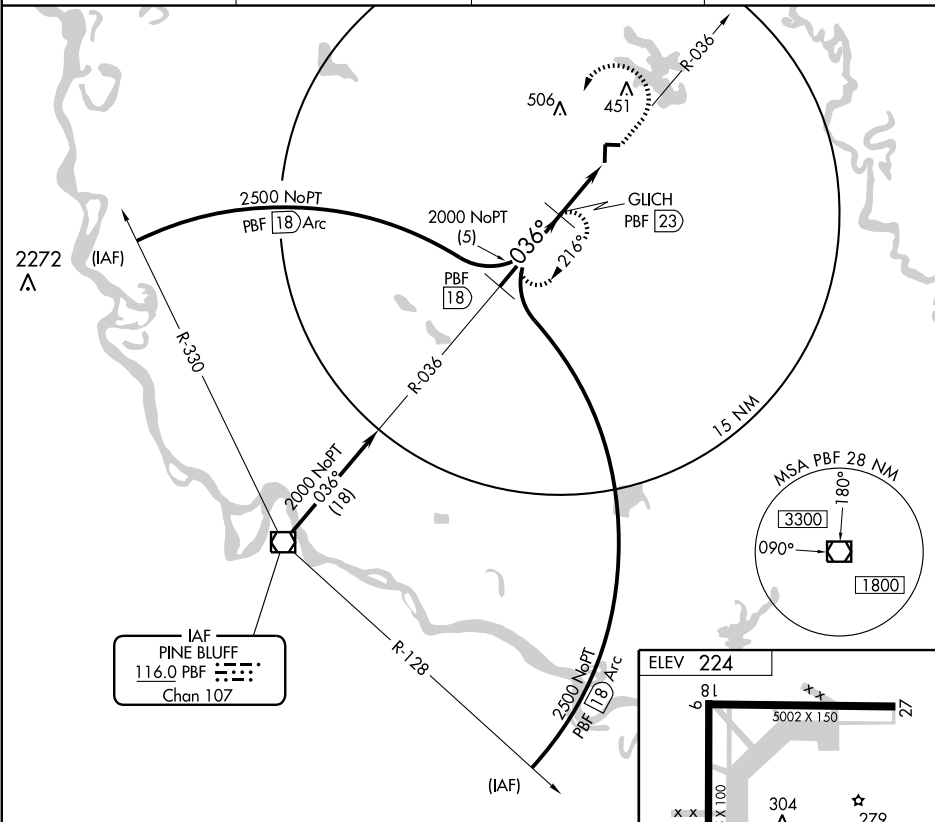 R-036
506
451
2500 NoPT
PBF 18 Arc
2000 NoPT
(5)
036°
GLICH
PBF 23
216°
2272
(IAF)
PBF
18
R-330
R-036
15 NM
2000 NoPT
036°
(18)
MSA PBF 28 NM
180°
3300
090°
1800
IAF
PINE BLUFF
116.0 PBF
Chan 107
R-128
2500 NoPT
PBF 18 Arc
(IAF)
ELEV 224
18
9
27
5002 X 150
X 100
304
279